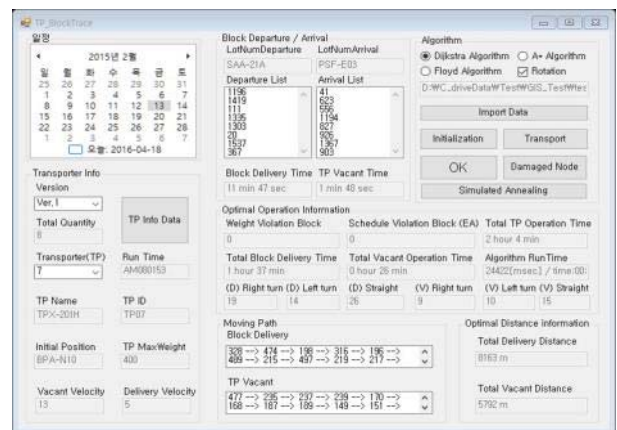 TP_BlockTrace
일정
2015년 2월
일 월 화 수 목 금 토
25 26 27 28 29 30 31
1 2 3 4 5 6 7
8 9 10 11 12 13 14
15 16 17 18 19 20 21
22 23 24 25 26 27 28
1 2 3 4 5 6 7
오늘: 2016-04-18
Transporter Info
Version
Ver, I
TP Info Data
Total Quantity
8
Transporter(TP)
7
Run Time
AM080153
TP Name
TPX-201H
TP ID
TP07
Initial Position
BPA-N10
TP MaxWeight
400
Vacant Velocity
13
Delivery Velocity
5
Block Departure / Arrival
LotNumDeparture
SAA-21A
LotNumArrival
PSF-E03
Departure List
1196
1419
111
1335
1303
20
1537
367
Arrival List
41
623
556
1194
827
926
1367
903
Block Delivery Time
11 min 47 sec
TP Vacant Time
1 min 48 sec
Algorithm
Dijkstra Algorithm
A* Algorithm
Floyd Algorithm
Rotation
D:\C_driveData\Test\GIS_Test\tes
Import Data
Initialization
Transport
OK
Damaged Node
Simulated Annealing
Optimal Operation Information
Weight Violation Block
0
Schedule Violation Block (EA)
0
Total TP Operation Time
2 hour 4 min
Total Block Delivery Time
1 hour 37 min
Total Vacant Operation Time
0 hour 26 min
Algorithm RunTime
24422[msec] / time:00:
(D) Right turn (D) Left turn (D) Straight (V) Right turn (V) Left turn (V) Straight
19 14 26 9 10 15
Moving Path
Block Delivery
328 --> 474 --> 198 --> 316 --> 196 -->
489 --> 215 --> 497 --> 219 --> 217 -->
TP Vacant
477 --> 235 --> 237 --> 239 --> 170 -->
168 --> 187 --> 189 --> 149 --> 151 -->
Optimal Distance information
Total Delivery Distance
8163 m
Total Vacant Distance
5792 m